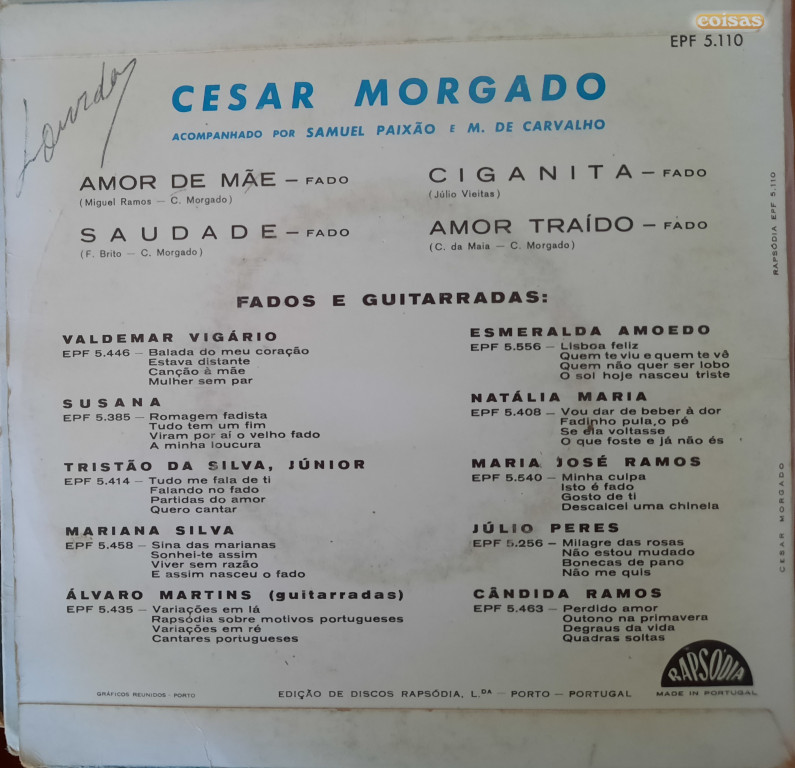 coisas
EPF 5.110
Lourdes
CESAR MORGADO
ACOMPANHADO POR SAMUEL PAIXÃO E M. DE CARVALHO
AMOR DE MÃE — FADO
(Miguel Ramos — C. Morgado)
SAUDADE — FADO
(F. Brito — C. Morgado)
CIGANITA — FADO
(Júlio Vieitas)
AMOR TRAÍDO — FADO
(C. da Maia — C. Morgado)
FADOS E GUITARRADAS:
VALDEMAR VIGÁRIO
EPF 5.446 — Balada do meu coração
Estava distante
Canção à mãe
Mulher sem par
SUSANA
EPF 5.385 — Romagem fadista
Tudo tem um fim
Viram por aí o velho fado
A minha loucura
TRISTÃO DA SILVA, JÚNIOR
EPF 5.414 — Tudo me fala de ti
Falando no fado
Partidas do amor
Quero cantar
MARIANA SILVA
EPF 5.458 — Sina das marianas
Sonhei-te assim
Viver sem razão
E assim nasceu o fado
ÁLVARO MARTINS (guitarradas)
EPF 5.435 — Variações em lá
Rapsódia sobre motivos portugueses
Variações em ré
Cantares portugueses
ESMERALDA AMOEDO
EPF 5.556 — Lisboa feliz
Quem te viu e quem te vê
Quem não quer ser lobo
O sol hoje nasceu triste
NATÁLIA MARIA
EPF 5.408 — Vou dar de beber à dor
Fadinho pula,o pé
Se ela voltasse
O que foste e já não és
MARIA JOSÉ RAMOS
EPF 5.540 — Minha culpa
Isto é fado
Gosto de ti
Descalcei uma chinela
JÚLIO PERES
EPF 5.256 — Milagre das rosas
Não estou mudado
Bonecas de pano
Não me quis
CÂNDIDA RAMOS
EPF 5.463 — Perdido amor
Outono na primavera
Degraus da vida
Quadras soltas
RAPSÓDIA EPF 5.110
CESAR MORGADO
RAPSÓDIA
MADE IN PORTUGAL
GRÁFICOS REUNIDOS - PORTO
EDIÇÃO DE DISCOS RAPSÓDIA, L.DA — PORTO — PORTUGAL